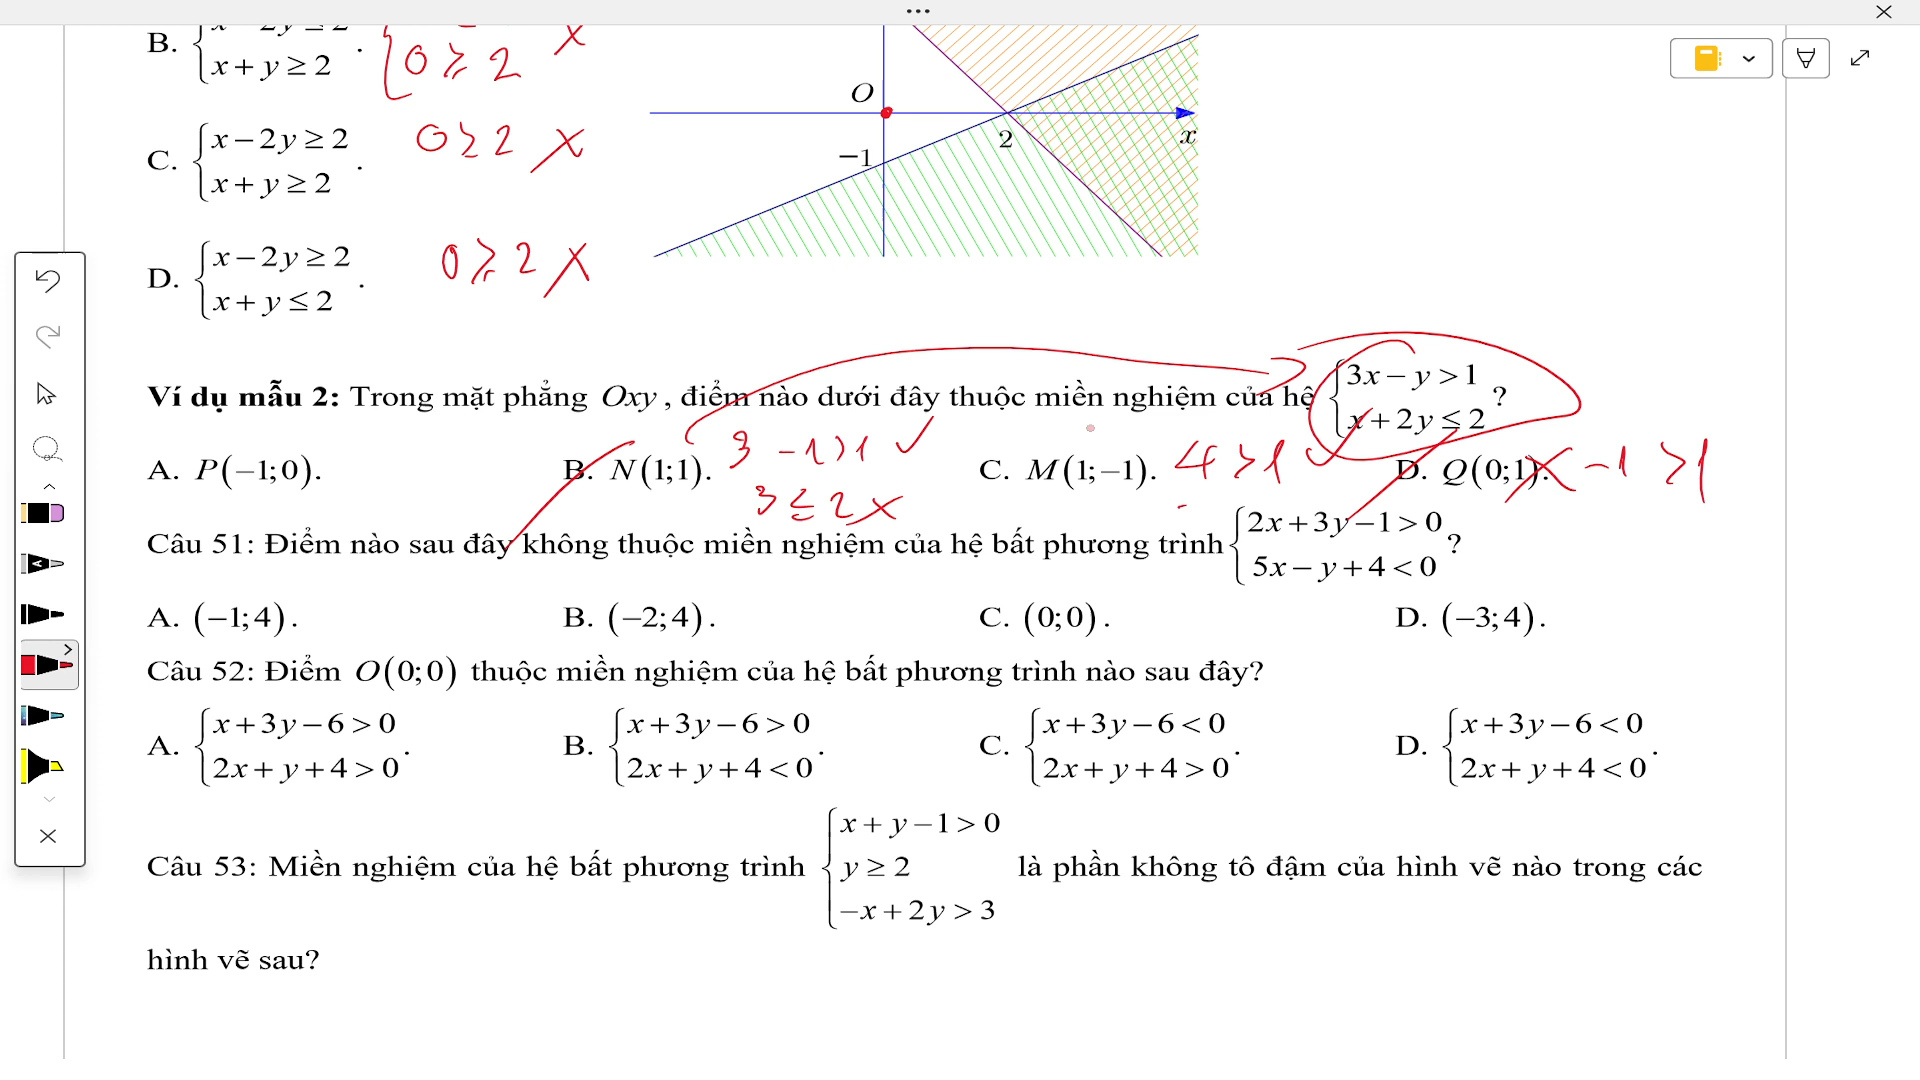 B. { x − 2y ≤ 2
x + y ≥ 2 .
0 ≥ 2 x
C. { x − 2y ≥ 2
x + y ≥ 2 .
0 ≥ 2 x
D. { x − 2y ≥ 2
x + y ≤ 2 .
0 ≥ 2 x
O
−1
2
x
Ví dụ mẫu 2: Trong mặt phẳng Oxy, điểm nào dưới đây thuộc miền nghiệm của hệ { 3x − y > 1
x + 2y ≤ 2 ?
A. P(−1;0). B. N(1;1). 3 − 1 > 1 ✓ C. M(1;−1). 4 > 1 ✓ D. Q(0;1). − 1 > 1
3 ≤ 2 x
Câu 51: Điểm nào sau đây không thuộc miền nghiệm của hệ bất phương trình { 2x + 3y − 1 > 0
5x − y + 4 < 0 ?
A. (−1;4). B. (−2;4). C. (0;0). D. (−3;4).
Câu 52: Điểm O(0;0) thuộc miền nghiệm của hệ bất phương trình nào sau đây?
A. { x + 3y − 6 > 0
2x + y + 4 > 0 .
B. { x + 3y − 6 > 0
2x + y + 4 < 0 .
C. { x + 3y − 6 < 0
2x + y + 4 > 0 .
D. { x + 3y − 6 < 0
2x + y + 4 < 0 .
Câu 53: Miền nghiệm của hệ bất phương trình { x + y − 1 > 0
y ≥ 2
−x + 2y > 3 là phần không tô đậm của hình vẽ nào trong các
hình vẽ sau?